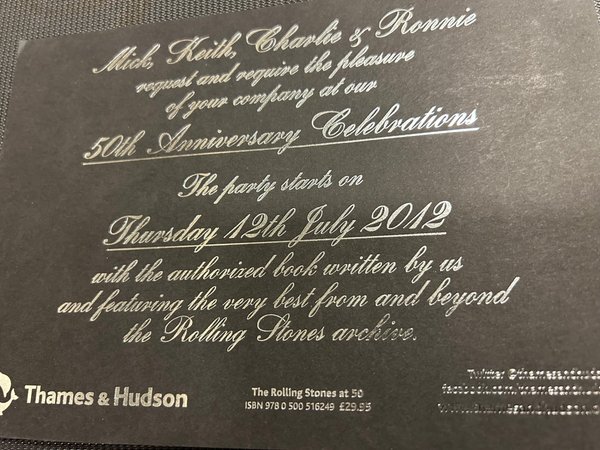 Mick, Keith, Charlie & Ronnie
request and require the pleasure
of your company at our
50th Anniversary Celebrations
The party starts on
Thursday 12th July 2012
with the authorized book written by us
and featuring the very best from and beyond
the Rolling Stones archive.
Thames & Hudson
The Rolling Stones at 50
ISBN 978 0 500 516249 £29.95
Twitter